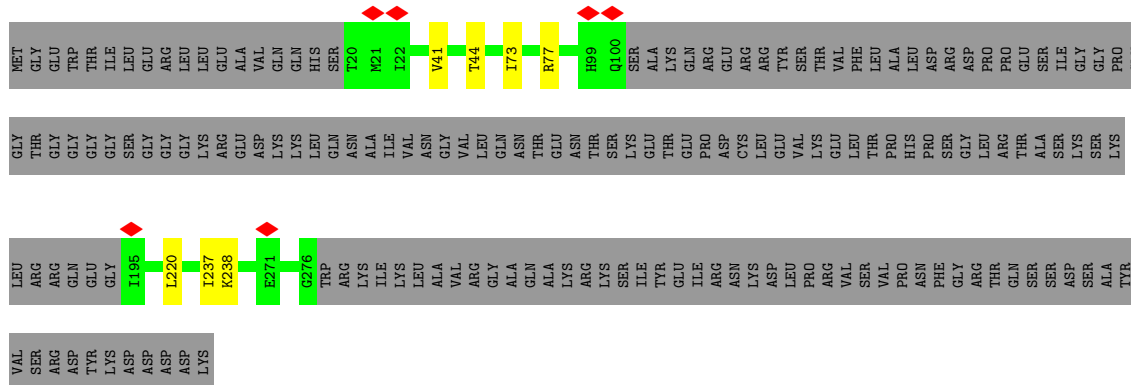 MET GLY GLU TRP THR ILE LEU GLU ARG LEU LEU GLU ALA VAL GLN GLN HIS SER T20 M21 I22 V41 T44 I73 R77 H99 Q100 SER ALA LYS GLN ARG GLU ARG ARG TYR SER THR VAL PHE LEU ALA LEU ASP ARG ASP PRO PRO GLU SER ILE GLY GLY PRO
GLY THR GLY GLY GLY GLY SER GLY GLY GLY LYS ARG GLU ASP LYS LYS LEU GLN ASN ALA ILE VAL ASN GLY VAL LEU GLN ASN THR GLU ASN THR SER LYS GLU THR GLU PRO ASP CYS LEU GLU VAL LYS GLU LEU THR PRO HIS PRO SER GLY LEU ARG THR ALA SER LYS SER LYS
LEU ARG ARG GLN GLU GLY I195 L220 I237 K238 E271 G276 TRP ARG LYS ILE LYS LEU ALA VAL ARG GLY ALA GLN ALA LYS ARG LYS SER ILE TYR GLU ILE ARG ASN LYS ASP LEU PRO ARG VAL SER VAL PRO ASN PHE GLY ARG THR GLN SER SER ASP SER ALA TYR
VAL SER ARG ASP TYR LYS ASP ASP ASP ASP LYS